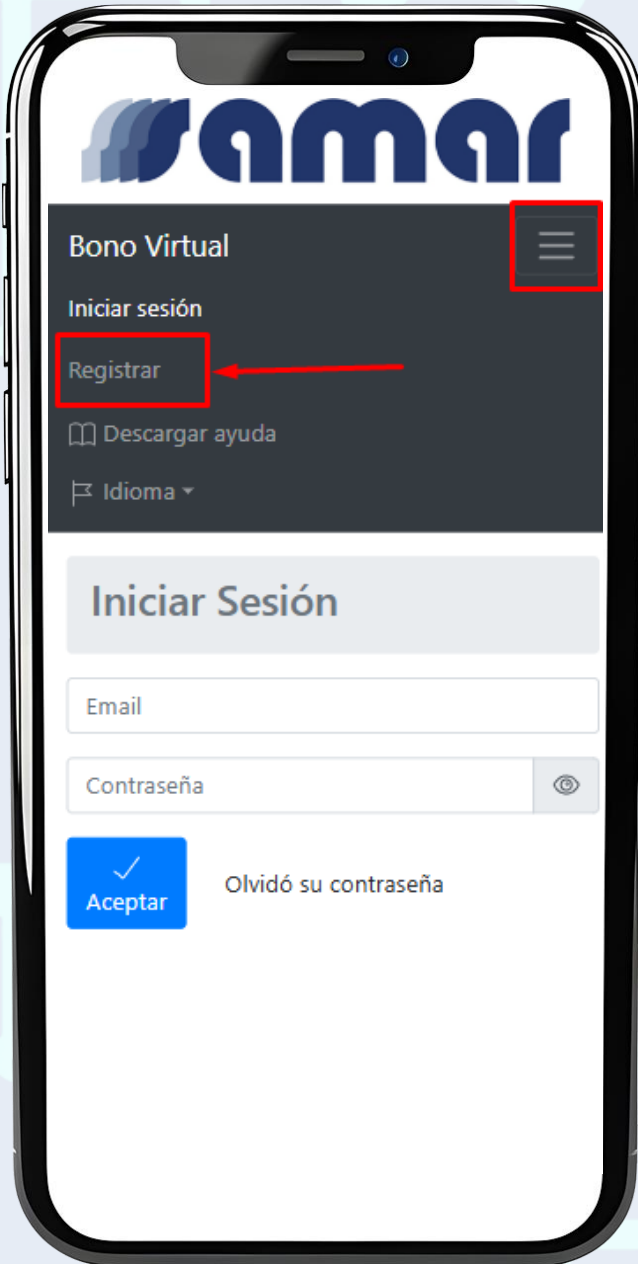 samar
Bono Virtual
Iniciar sesión
Registrar
Descargar ayuda
Idioma
Iniciar Sesión
Email
Contraseña
Aceptar
Olvidó su contraseña